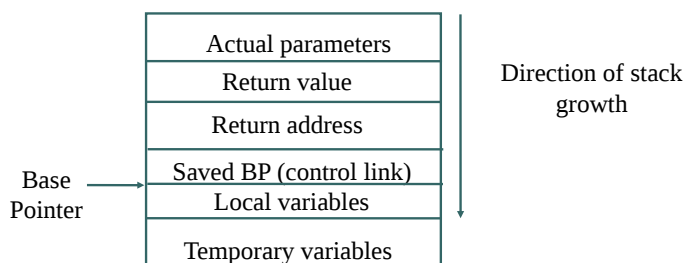 Actual parameters
Return value
Return address
Saved BP (control link)
Local variables
Temporary variables
Base
Pointer
Direction of stack
growth